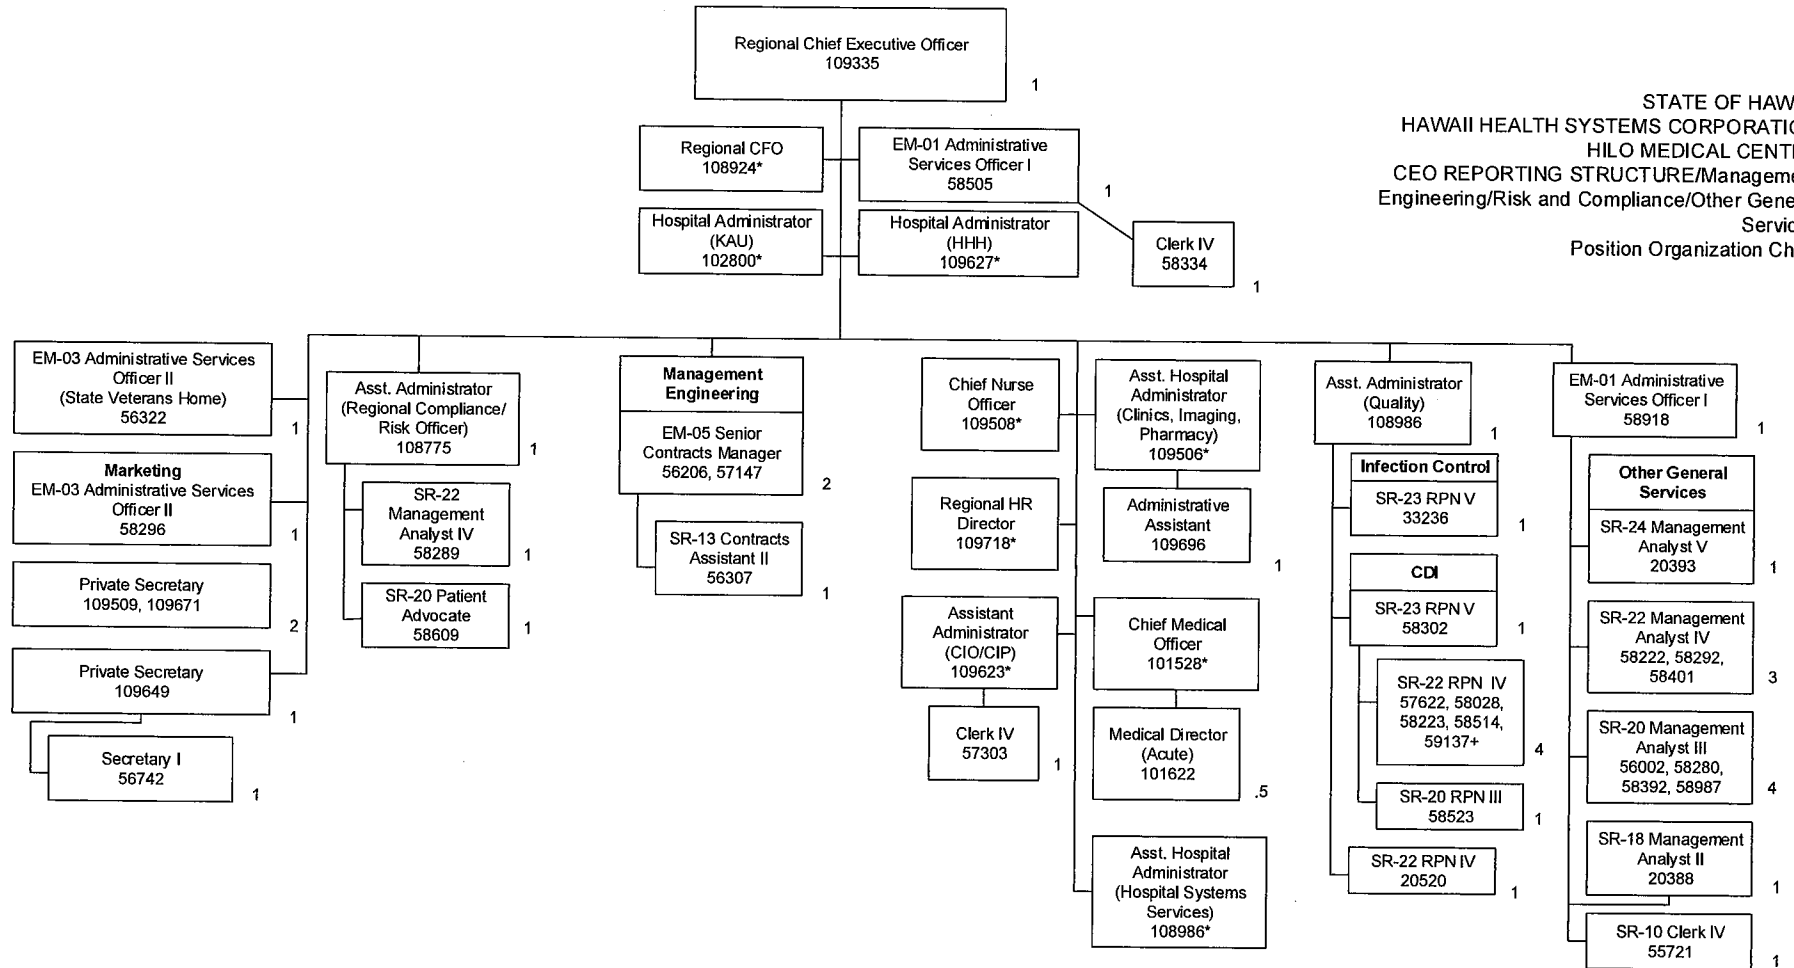 Regional Chief Executive Officer
109335
1
STATE OF HAW
HAWAII HEALTH SYSTEMS CORPORATIO
HILO MEDICAL CENT
CEO REPORTING STRUCTURE/Manageme
Engineering/Risk and Compliance/Other Gene
Servic
Position Organization Ch
Regional CFO
108924*
EM-01 Administrative
Services Officer I
58505
1
Hospital Administrator
(KAU)
102800*
Hospital Administrator
(HHH)
109627*
Clerk IV
58334
1
EM-03 Administrative Services
Officer II
(State Veterans Home)
56322
1
Marketing
EM-03 Administrative Services
Officer II
58296
1
Private Secretary
109509, 109671
2
Private Secretary
109649
1
Secretary I
56742
1
Asst. Administrator
(Regional Compliance/
Risk Officer)
108775
1
SR-22
Management
Analyst IV
58289
1
SR-20 Patient
Advocate
58609
1
Management
Engineering
EM-05 Senior
Contracts Manager
56206, 57147
2
SR-13 Contracts
Assistant II
56307
1
Chief Nurse
Officer
109508*
Asst. Hospital
Administrator
(Clinics, Imaging,
Pharmacy)
109506*
Regional HR
Director
109718*
Administrative
Assistant
109696
1
Assistant
Administrator
(CIO/CIP)
109623*
Clerk IV
57303
1
Chief Medical
Officer
101528*
Medical Director
(Acute)
101622
.5
Asst. Hospital
Administrator
(Hospital Systems
Services)
108986*
Asst. Administrator
(Quality)
108986
1
Infection Control
SR-23 RPN V
33236
1
CDI
SR-23 RPN V
58302
1
SR-22 RPN IV
57622, 58028,
58223, 58514,
59137+
4
SR-20 RPN III
58523
1
SR-22 RPN IV
20520
1
EM-01 Administrative
Services Officer I
58918
1
Other General
Services
SR-24 Management
Analyst V
20393
1
SR-22 Management
Analyst IV
58222, 58292,
58401
3
SR-20 Management
Analyst III
56002, 58280,
58392, 58987
4
SR-18 Management
Analyst II
20388
1
SR-10 Clerk IV
55721
1